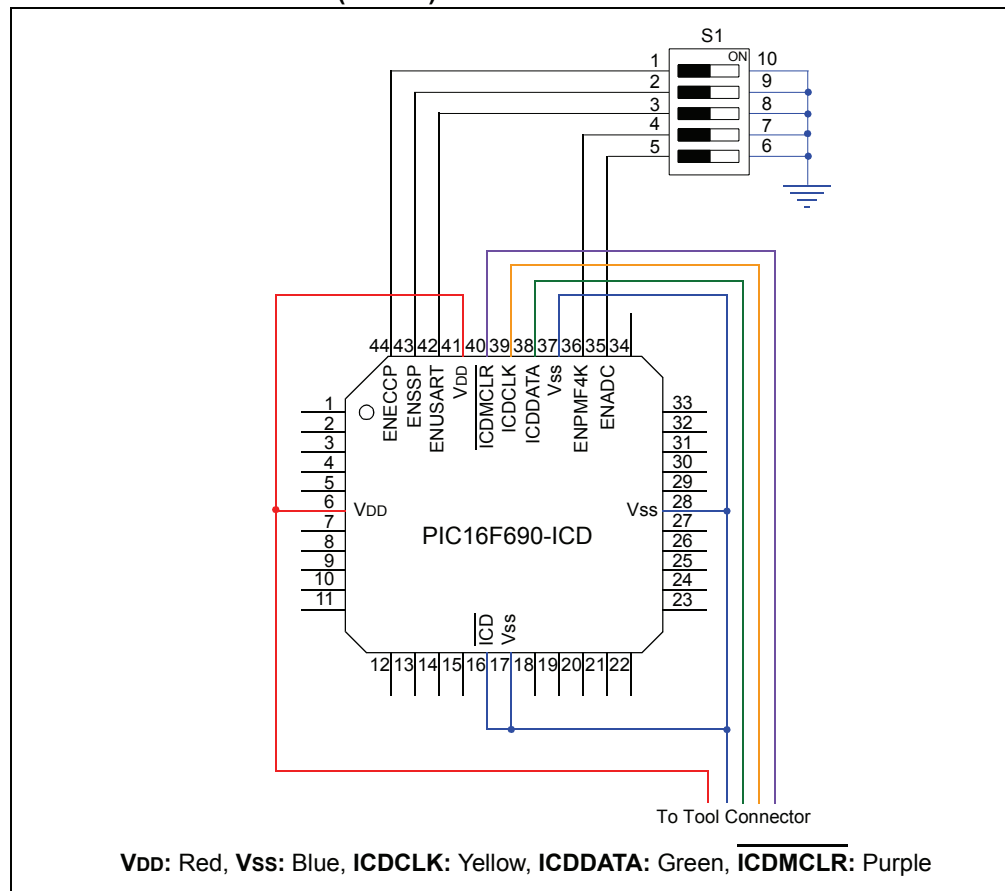 S1
ON
1 10
2 9
3 8
4 7
5 6
44 43 42 41 40 39 38 37 36 35 34
ENECCP
ENSSP
ENUSART
VDD
ICDMCLR
ICDCLK
ICDDATA
Vss
ENPMF4K
ENADC
1 33
2 32
3 31
4 30
5 29
6 VDD Vss 28
7 27
8 26
9 25
10 24
11 23
PIC16F690-ICD
ICD
Vss
12 13 14 15 16 17 18 19 20 21 22
To Tool Connector
VDD: Red, Vss: Blue, ICDCLK: Yellow, ICDDATA: Green, ICDMCLR: Purple